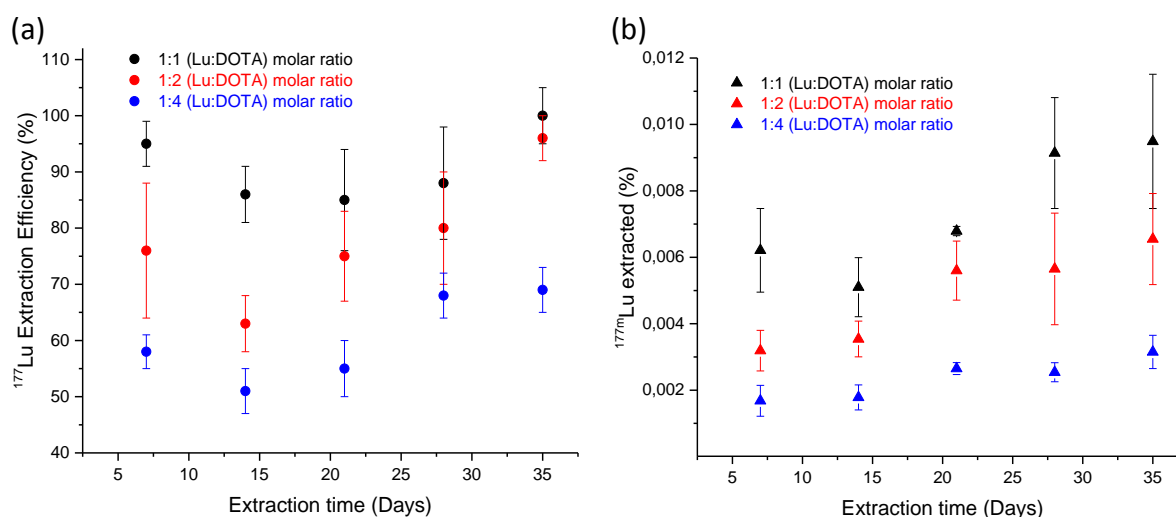 (a)
1:1 (Lu:DOTA) molar ratio
1:2 (Lu:DOTA) molar ratio
1:4 (Lu:DOTA) molar ratio
110
100
90
80
70
60
50
40
¹⁷⁷Lu Extraction Efficiency (%)
5 10 15 20 25 30 35
Extraction time (Days)
(b)
1:1 (Lu:DOTA) molar ratio
1:2 (Lu:DOTA) molar ratio
1:4 (Lu:DOTA) molar ratio
0,012
0,010
0,008
0,006
0,004
0,002
¹⁷⁷ᵐLu extracted (%)
5 10 15 20 25 30 35
Extraction time (Days)